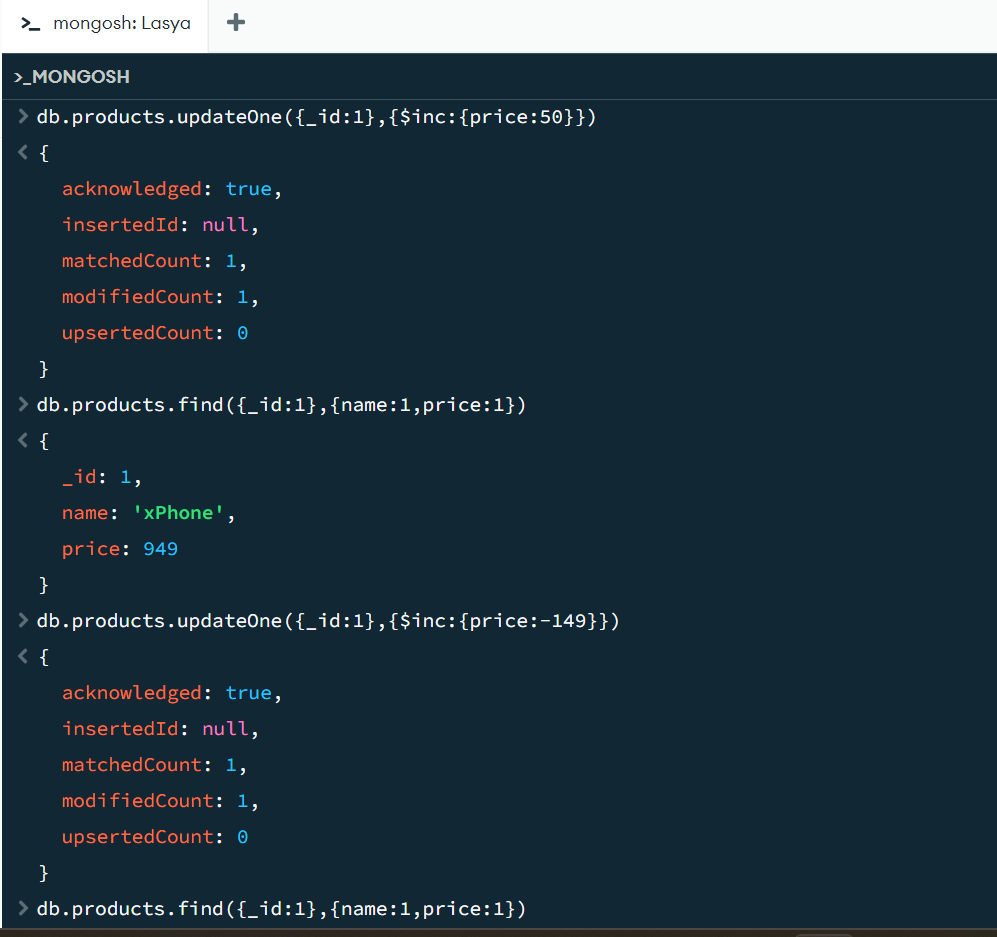 >_ mongosh: Lasya +
>_MONGOSH
> db.products.updateOne({_id:1},{$inc:{price:50}})
< {
acknowledged: true,
insertedId: null,
matchedCount: 1,
modifiedCount: 1,
upsertedCount: 0
}
> db.products.find({_id:1},{name:1,price:1})
< {
_id: 1,
name: 'xPhone',
price: 949
}
> db.products.updateOne({_id:1},{$inc:{price:-149}})
< {
acknowledged: true,
insertedId: null,
matchedCount: 1,
modifiedCount: 1,
upsertedCount: 0
}
> db.products.find({_id:1},{name:1,price:1})